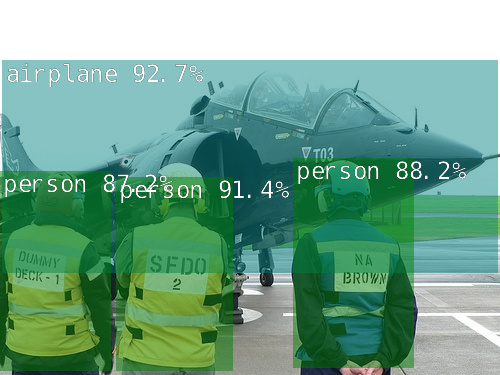 airplane 92.7%
person 87.2%
person 91.4%
person 88.2%
T03
DUMMY
DECK-1
SFDO
2
NA
BROWN